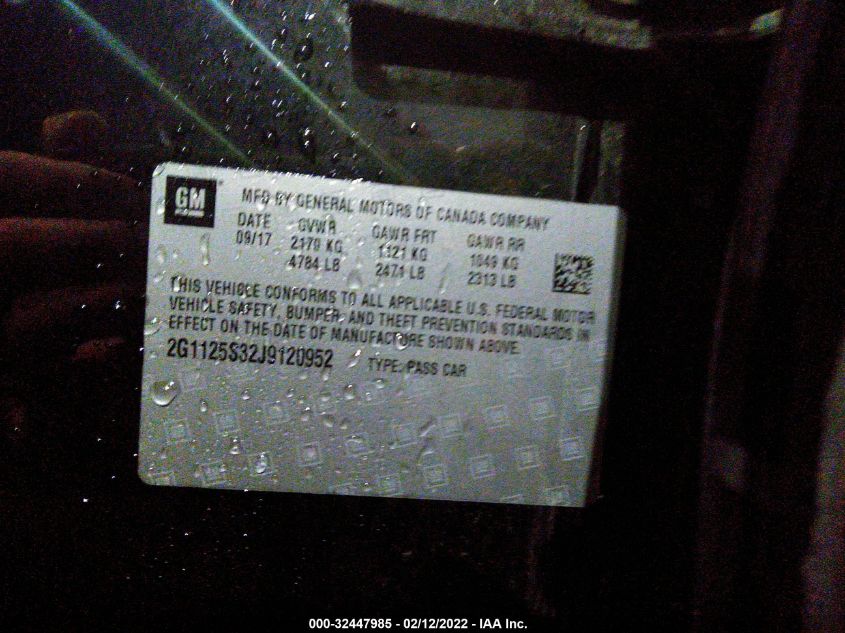 GM
MFD BY GENERAL MOTORS OF CANADA COMPANY
DATE GVWR GAWR FRT GAWR RR
09/17 2170 KG 1121 KG 1049 KG
4784 LB 2471 LB 2313 LB
THIS VEHICLE CONFORMS TO ALL APPLICABLE U.S. FEDERAL MOTOR
VEHICLE SAFETY, BUMPER, AND THEFT PREVENTION STANDARDS IN
EFFECT ON THE DATE OF MANUFACTURE SHOWN ABOVE.
2G1125S32J9120952 TYPE: PASS CAR
000-32447985 - 02/12/2022 - IAA Inc.